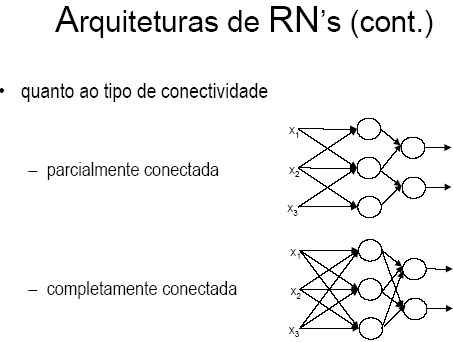 Arquiteturas de RN's (cont.)
• quanto ao tipo de conectividade
– parcialmente conectada
x1
x2
x3
– completamente conectada
x1
x2
x3